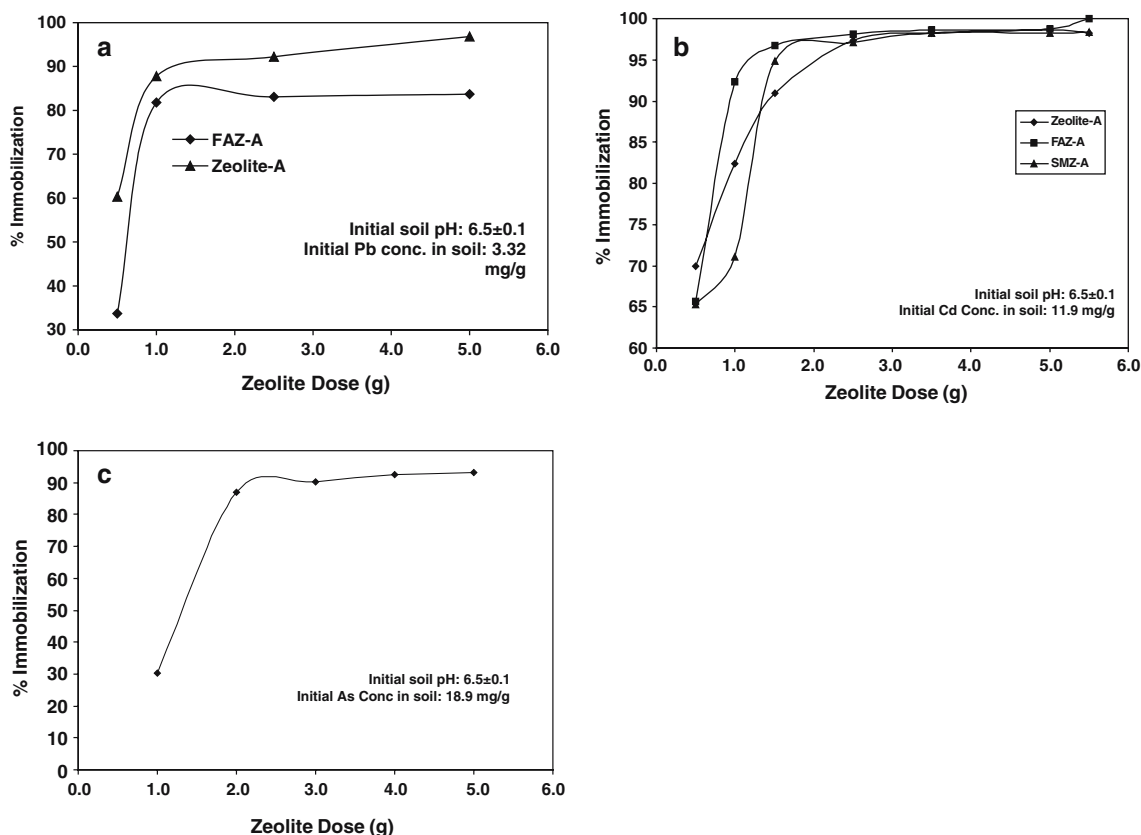 a
100
90
80
70
60
50
40
30
% Immobilization
FAZ-A
Zeolite-A
Initial soil pH: 6.5±0.1
Initial Pb conc. in soil: 3.32
mg/g
0.0 1.0 2.0 3.0 4.0 5.0 6.0
Zeolite Dose (g)
b
100
95
90
85
80
75
70
65
60
% Immobilization
Zeolite-A
FAZ-A
SMZ-A
Initial soil pH: 6.5±0.1
Initial Cd Conc. in soil: 11.9 mg/g
0.0 1.0 2.0 3.0 4.0 5.0 6.0
Zeolite Dose (g)
c
100
90
80
70
60
50
40
30
20
10
0
% Immobilization
Initial soil pH: 6.5±0.1
Initial As Conc in soil: 18.9 mg/g
0.0 1.0 2.0 3.0 4.0 5.0 6.0
Zeolite Dose (g)